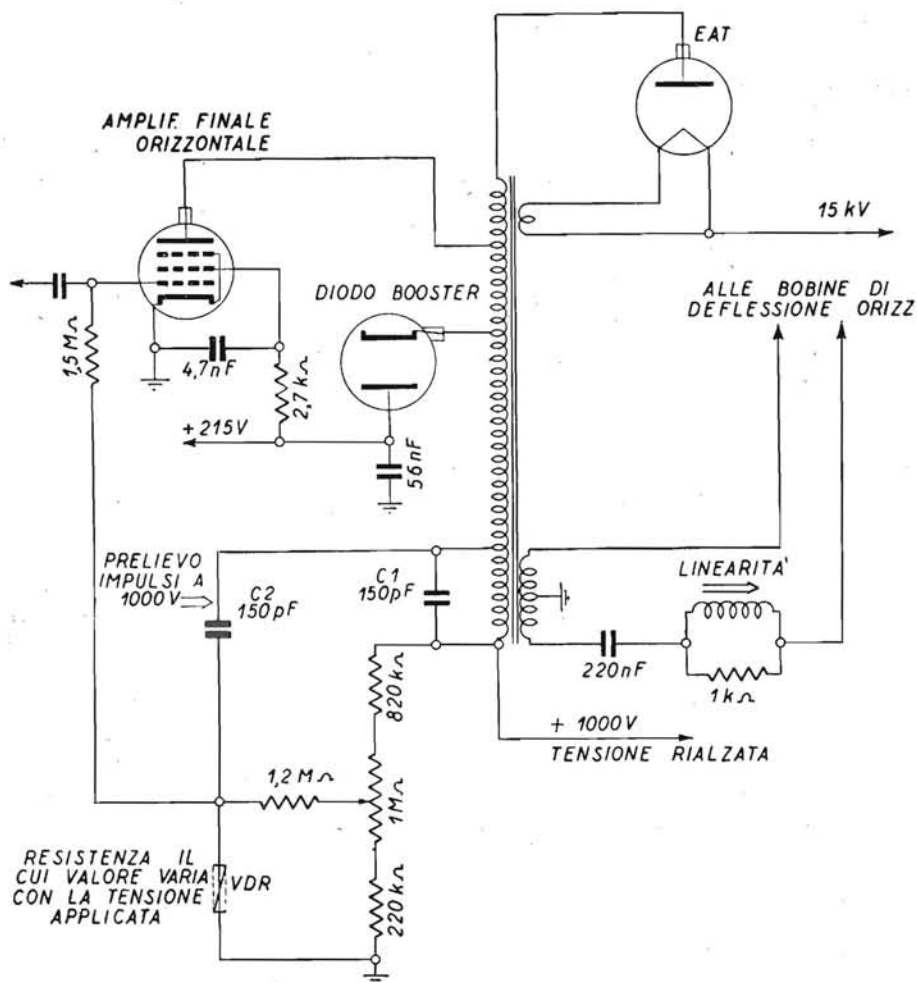 EAT
AMPLIF. FINALE
ORIZZONTALE
15 kV
DIODO BOOSTER
ALLE BOBINE DI
DEFLESSIONE ORIZZ
1,5 MΩ
4,7nF
2,7 kΩ
+ 215V
56 nF
PRELIEVO
IMPULSI A
1000 V
C2
150 pF
C1
150 pF
LINEARITA'
220 nF
1 kΩ
820 kΩ
+ 1000 V
TENSIONE RIALZATA
1,2 MΩ
1 MΩ
RESISTENZA IL
CUI VALORE VARIA
CON LA TENSIONE
APPLICATA
VDR
220 kΩ